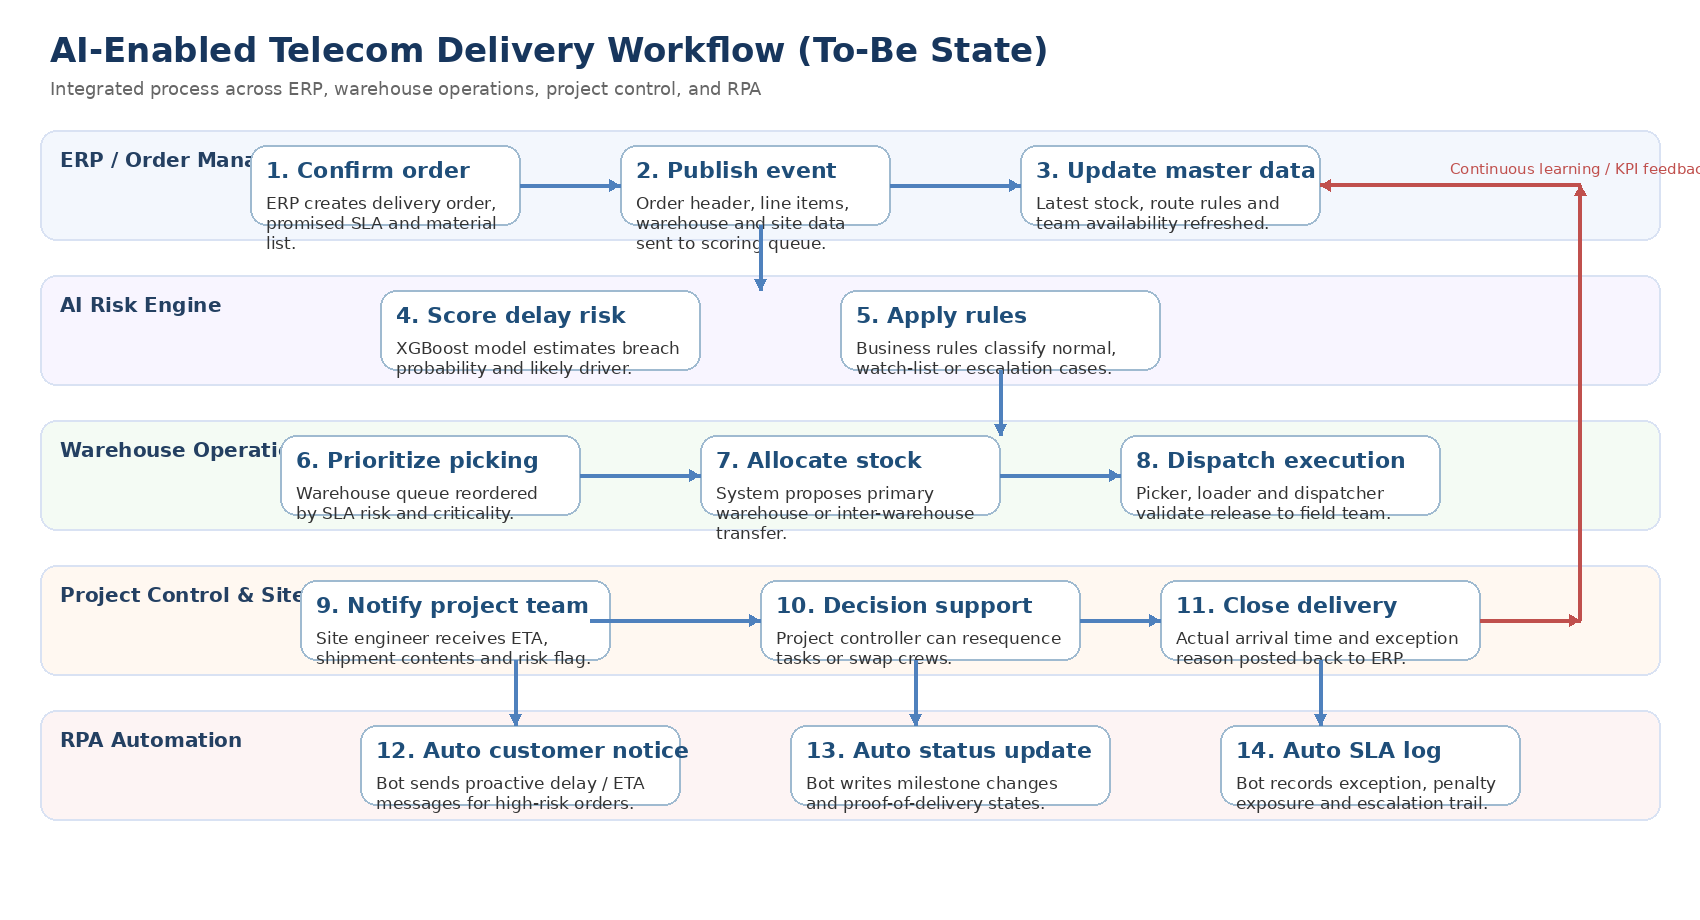 AI-Enabled Telecom Delivery Workflow (To-Be State)
Integrated process across ERP, warehouse operations, project control, and RPA
ERP / Order Mana
1. Confirm order
ERP creates delivery order,
promised SLA and material
list.
2. Publish event
Order header, line items,
warehouse and site data
sent to scoring queue.
3. Update master data
Latest stock, route rules and
team availability refreshed.
Continuous learning / KPI feedbac
AI Risk Engine
4. Score delay risk
XGBoost model estimates breach
probability and likely driver.
5. Apply rules
Business rules classify normal,
watch-list or escalation cases.
Warehouse Operatio
6. Prioritize picking
Warehouse queue reordered
by SLA risk and criticality.
7. Allocate stock
System proposes primary
warehouse or inter-warehouse
transfer.
8. Dispatch execution
Picker, loader and dispatcher
validate release to field team.
Project Control & Site
9. Notify project team
Site engineer receives ETA,
shipment contents and risk flag.
10. Decision support
Project controller can resequence
tasks or swap crews.
11. Close delivery
Actual arrival time and exception
reason posted back to ERP.
RPA Automation
12. Auto customer notice
Bot sends proactive delay / ETA
messages for high-risk orders.
13. Auto status update
Bot writes milestone changes
and proof-of-delivery states.
14. Auto SLA log
Bot records exception, penalty
exposure and escalation trail.